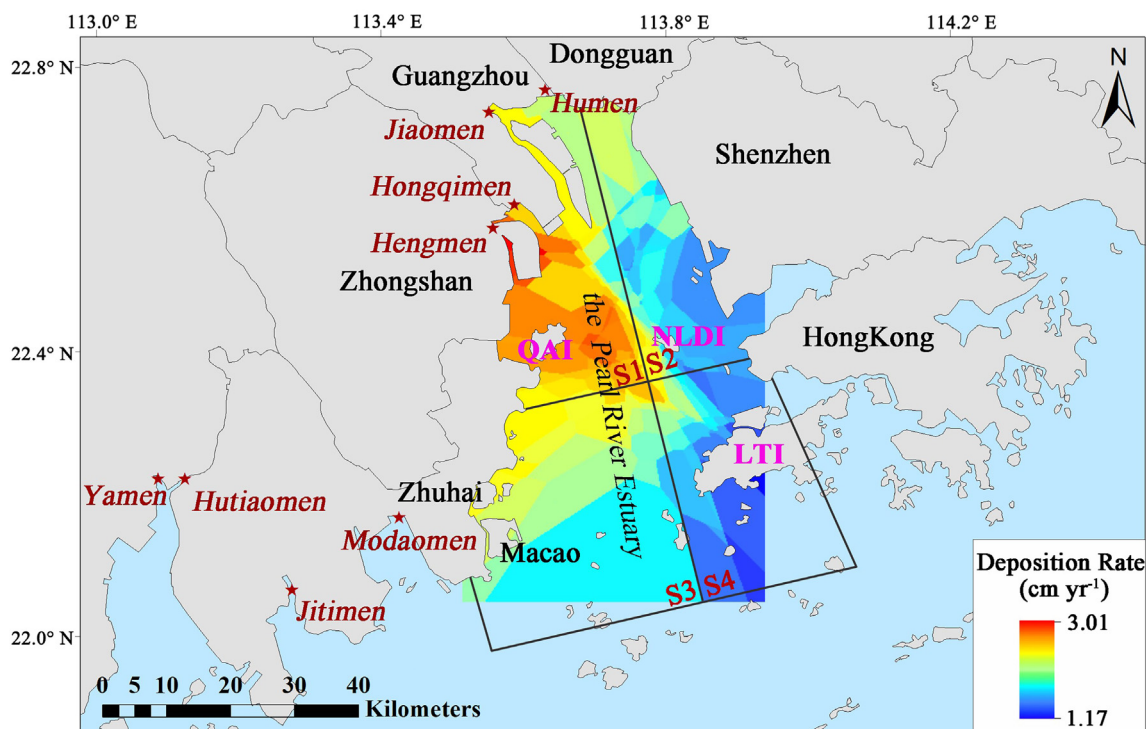 113.0° E
113.4° E
113.8° E
114.2° E
22.8° N
22.4° N
22.0° N
N
Dongguan
Guangzhou
Humen
Jiaomen
Shenzhen
Hongqimen
Hengmen
Zhongshan
the Pearl River Estuary
NLDI
HongKong
QAI
S1
S2
LTI
Yamen
Hutiaomen
Zhuhai
Modaomen
Macao
S3
S4
Jitimen
Deposition Rate
(cm yr-1)
3.01
1.17
0 5 10 20 30 40
Kilometers